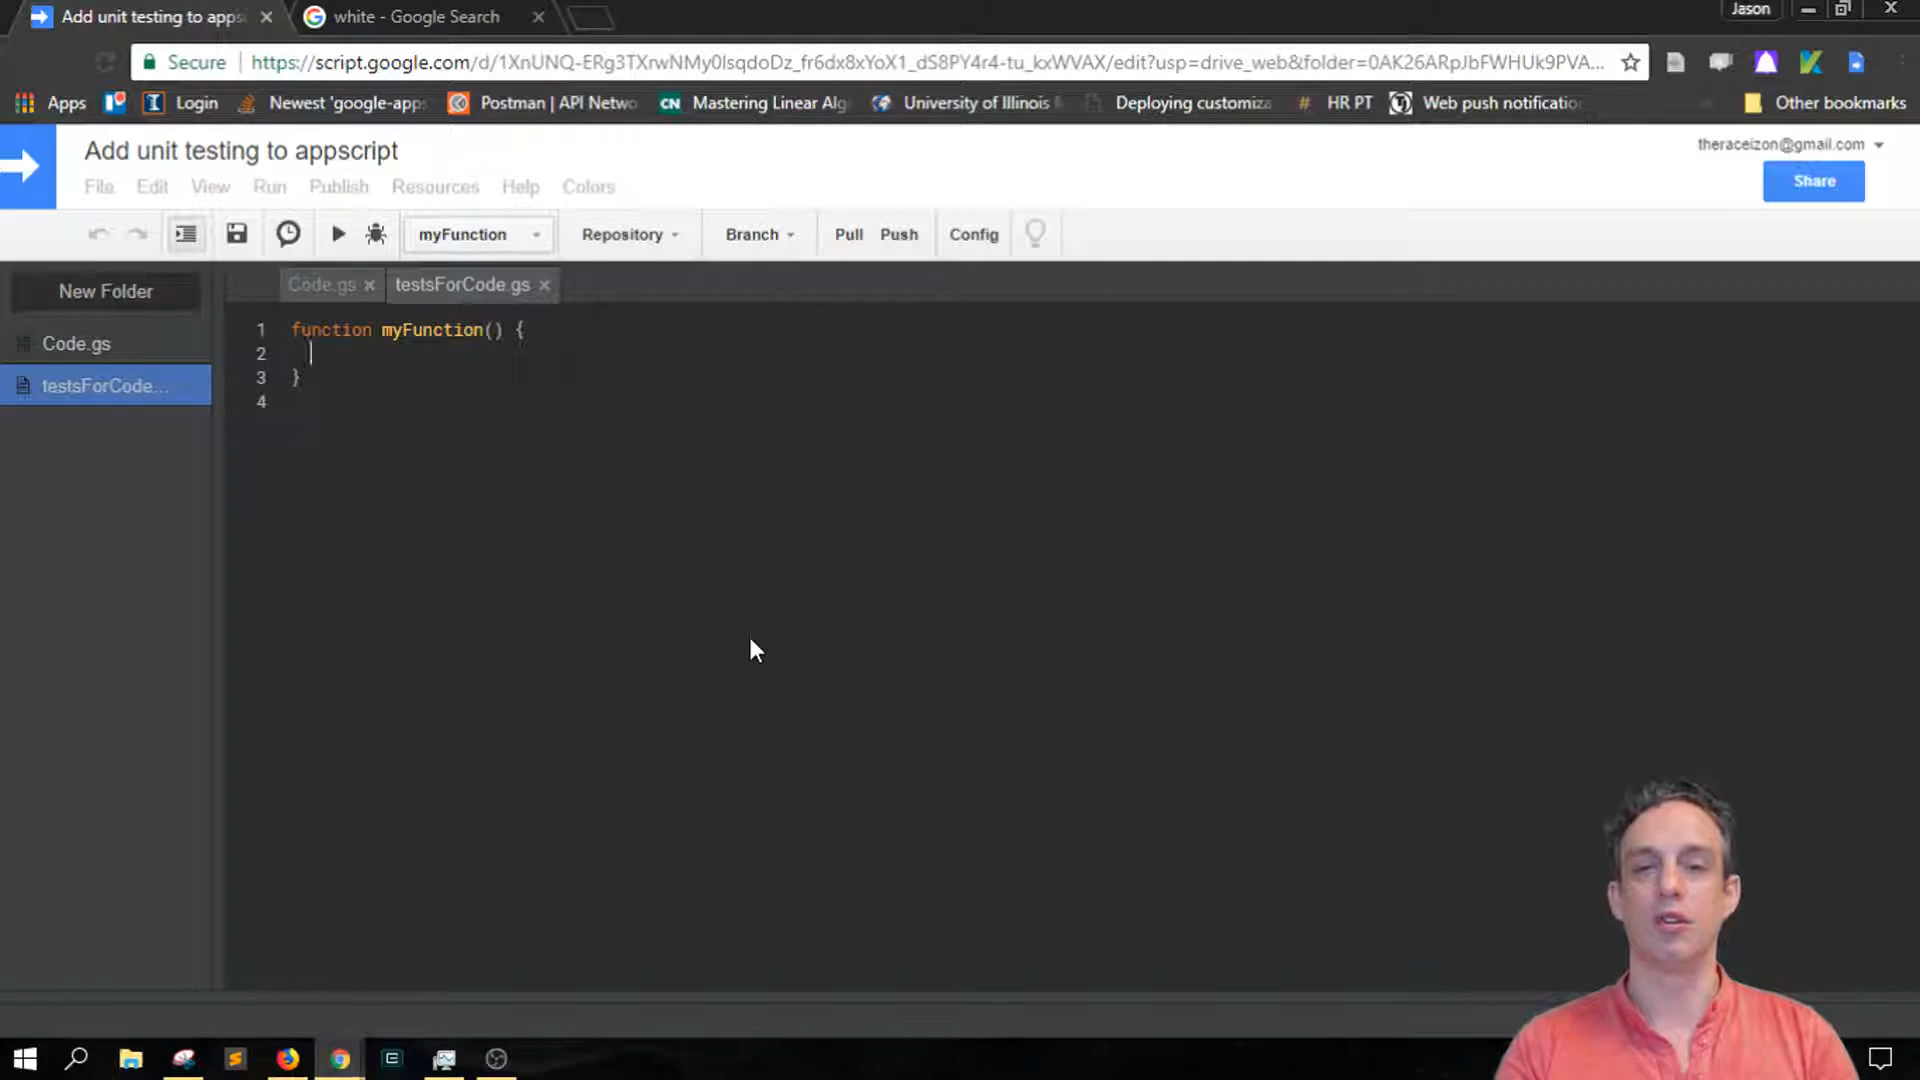 Add unit testing to apps
white - Google Search
Jason
Secure
https://script.google.com/d/1XnUNQ-ERg3TXrwNMy0lsqdoDz_fr6dx8xYoX1_dS8PY4r4-tu_kxWVAX/edit?usp=drive_web&folder=0AK26ARpJbFWHUk9PVA...
Apps
Login
Newest 'google-app
Postman | API Netwo
CN
Mastering Linear Alg
University of Illinois
Deploying customiza
HR PT
Web push notificatio
Other bookmarks
Add unit testing to appscript
theraceizon@gmail.com
File Edit View Run Publish Resources Help Colors
Share
myFunction
Repository
Branch
Pull
Push
Config
New Folder
Code.gs
testsForCode.gs
Code.gs
testsForCode...
1 function myFunction() {
2
3 }
4